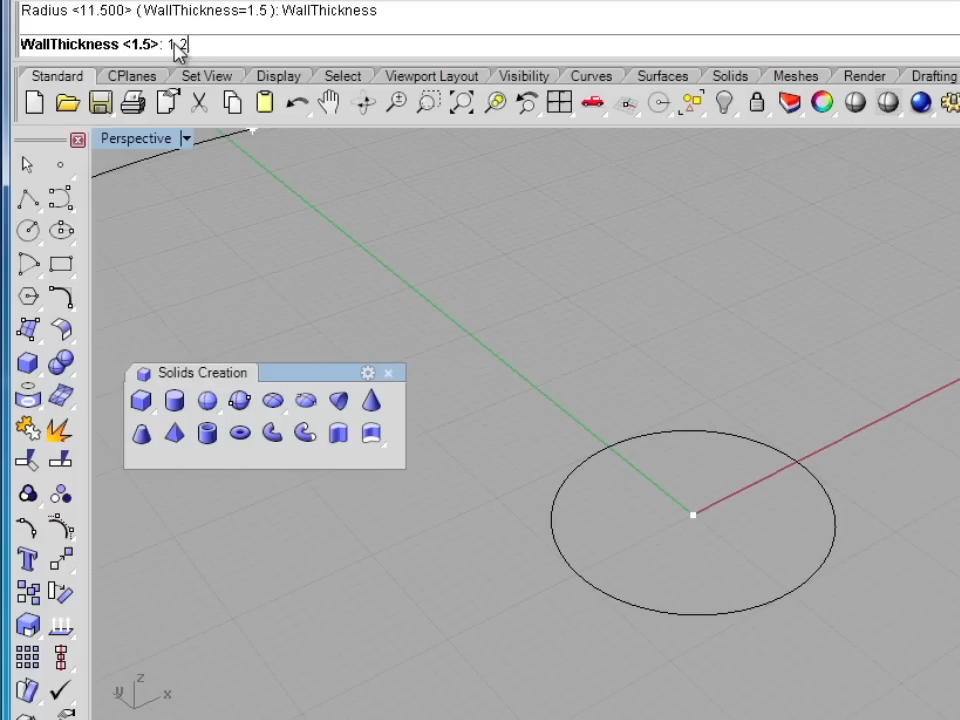 Radius <11.500> ( WallThickness=1.5 ): WallThickness
WallThickness <1.5>: 1.2
Standard CPlanes Set View Display Select Viewport Layout Visibility Curves Surfaces Solids Meshes Render Drafting
Perspective
Solids Creation
z
y x